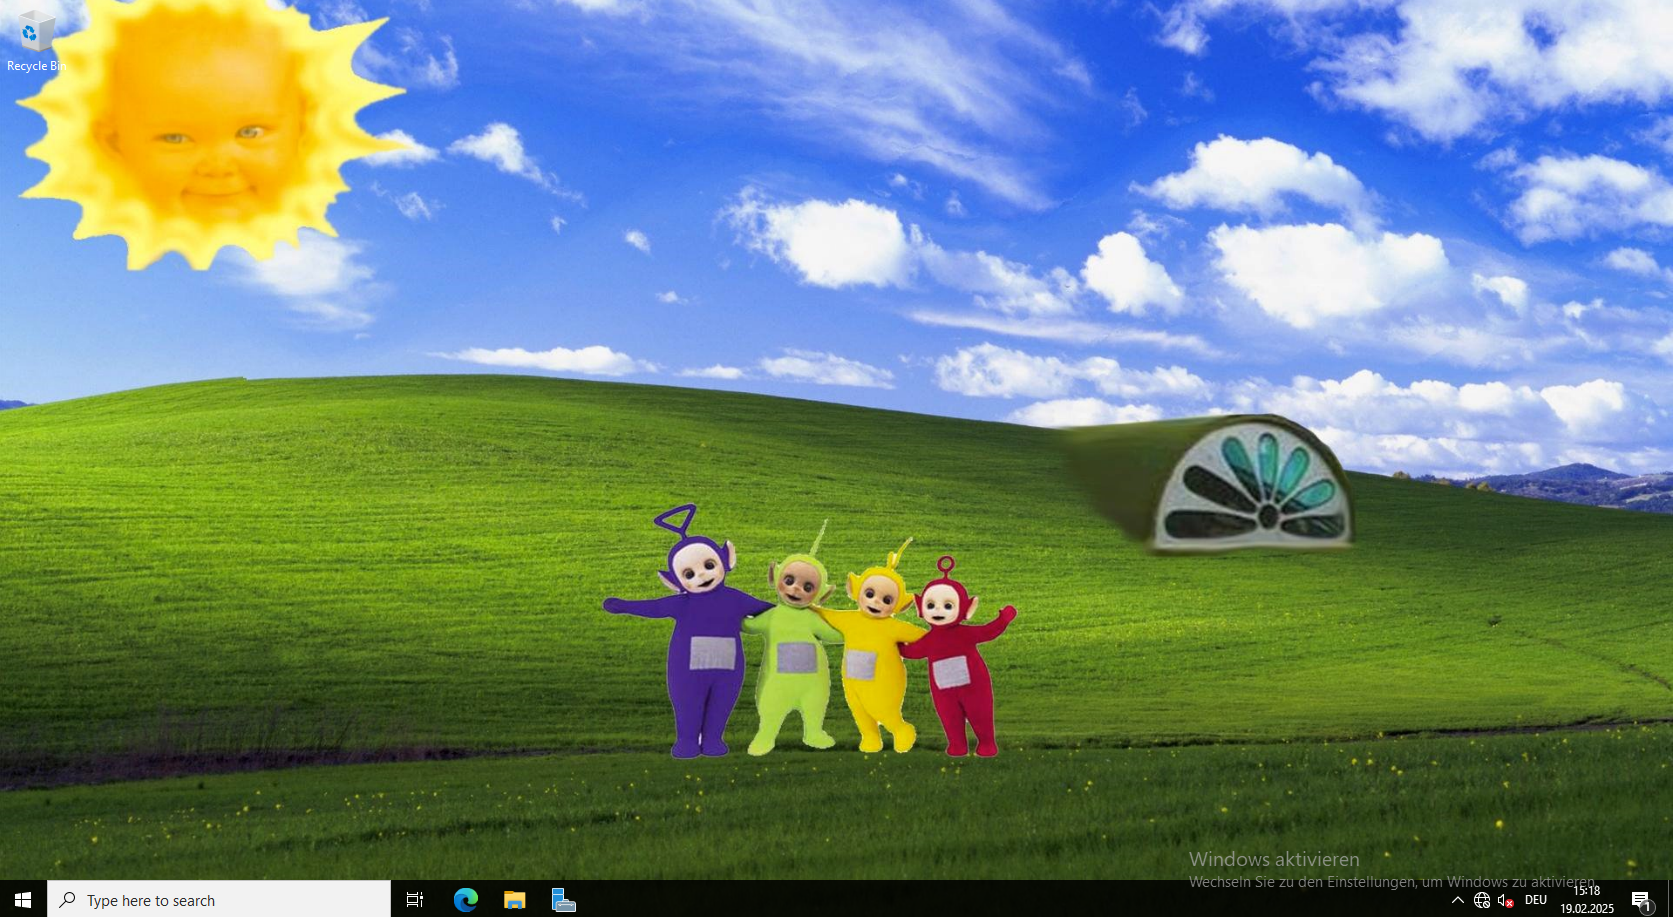 Recycle Bin
Windows aktivieren
Wechseln Sie zu den Einstellungen, um Windows zu aktivieren.
Type here to search
DEU
15:18
19.02.2025
1